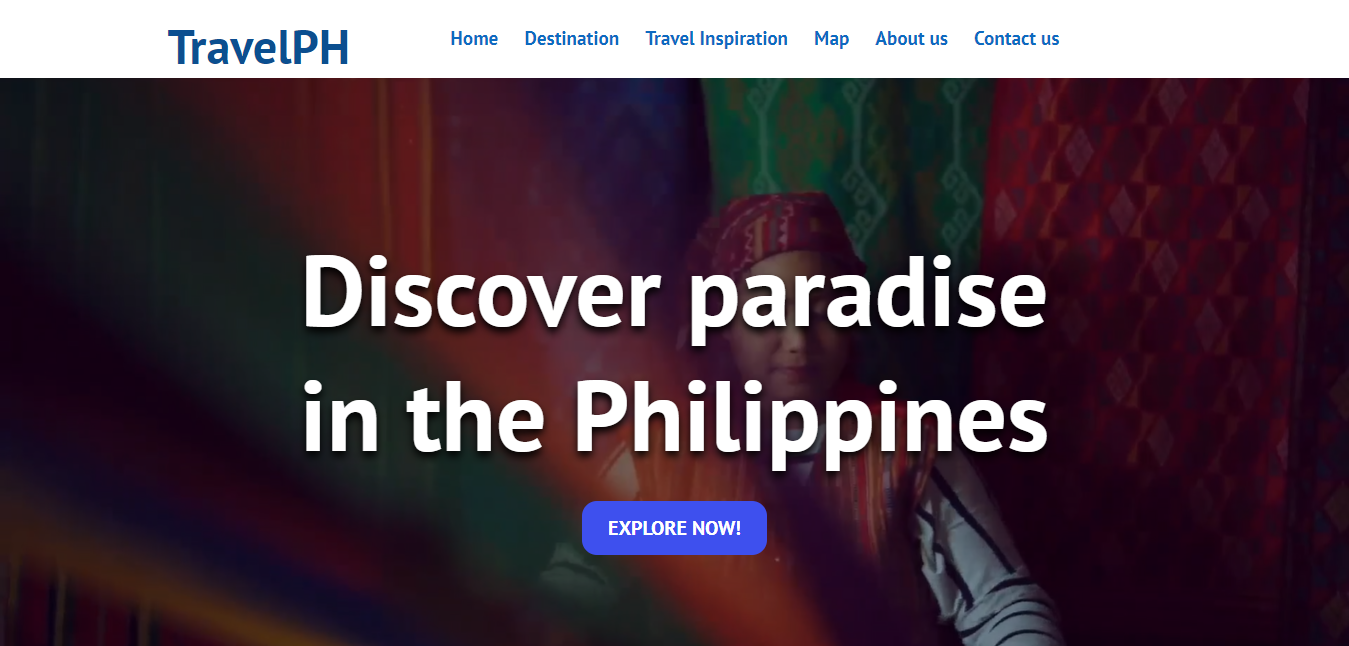 TravelPH
Home Destination Travel Inspiration Map About us Contact us
Discover paradise
in the Philippines
EXPLORE NOW!